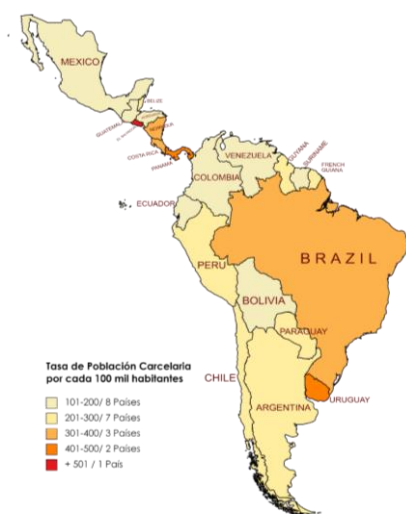 MEXICO
BELIZE
GUATEMALA
NICARAGUA
COSTA RICA
PANAMA
VENEZUELA
GUYANA
SURINAME
FRENCH
GUIANA
COLOMBIA
ECUADOR
BRAZIL
PERU
BOLIVIA
PARAGUAY
CHILE
URUGUAY
ARGENTINA
Tasa de Población Carcelaria
por cada 100 mil habitantes
101-200/ 8 Países
201-300/ 7 Países
301-400/ 3 Países
401-500/ 2 Países
+ 501 / 1 País